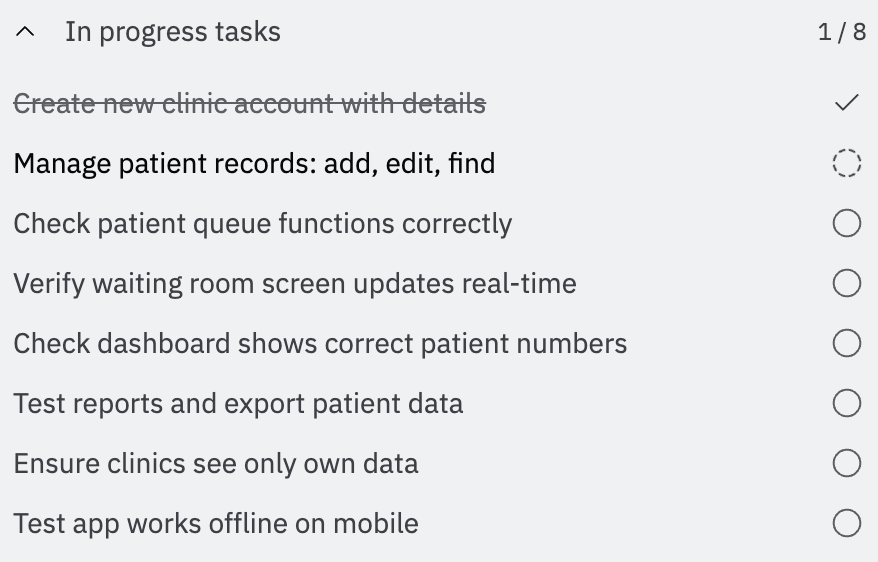 In progress tasks 1 / 8
Create new clinic account with details
Manage patient records: add, edit, find
Check patient queue functions correctly
Verify waiting room screen updates real-time
Check dashboard shows correct patient numbers
Test reports and export patient data
Ensure clinics see only own data
Test app works offline on mobile